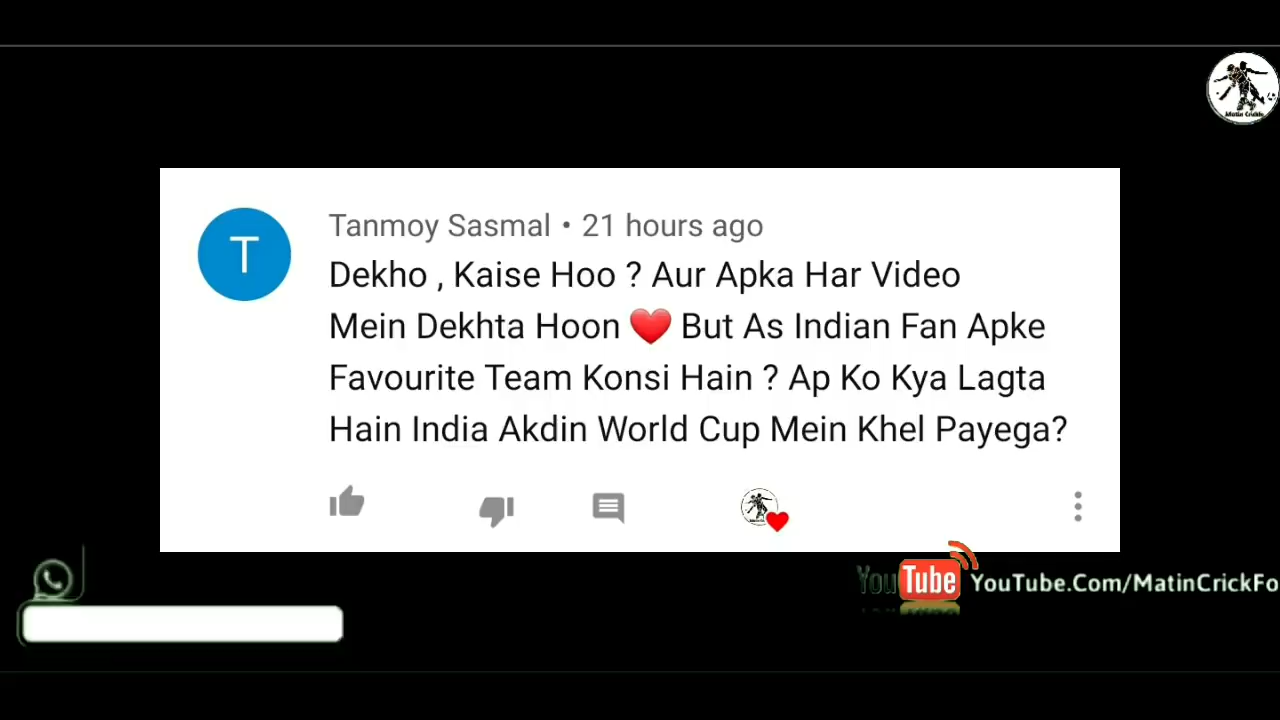 Matin Crickfo
T
Tanmoy Sasmal • 21 hours ago
Dekho , Kaise Hoo ? Aur Apka Har Video
Mein Dekhta Hoon ❤️ But As Indian Fan Apke
Favourite Team Konsi Hain ? Ap Ko Kya Lagta
Hain India Akdin World Cup Mein Khel Payega?
YouTube YouTube.Com/MatinCrickFo